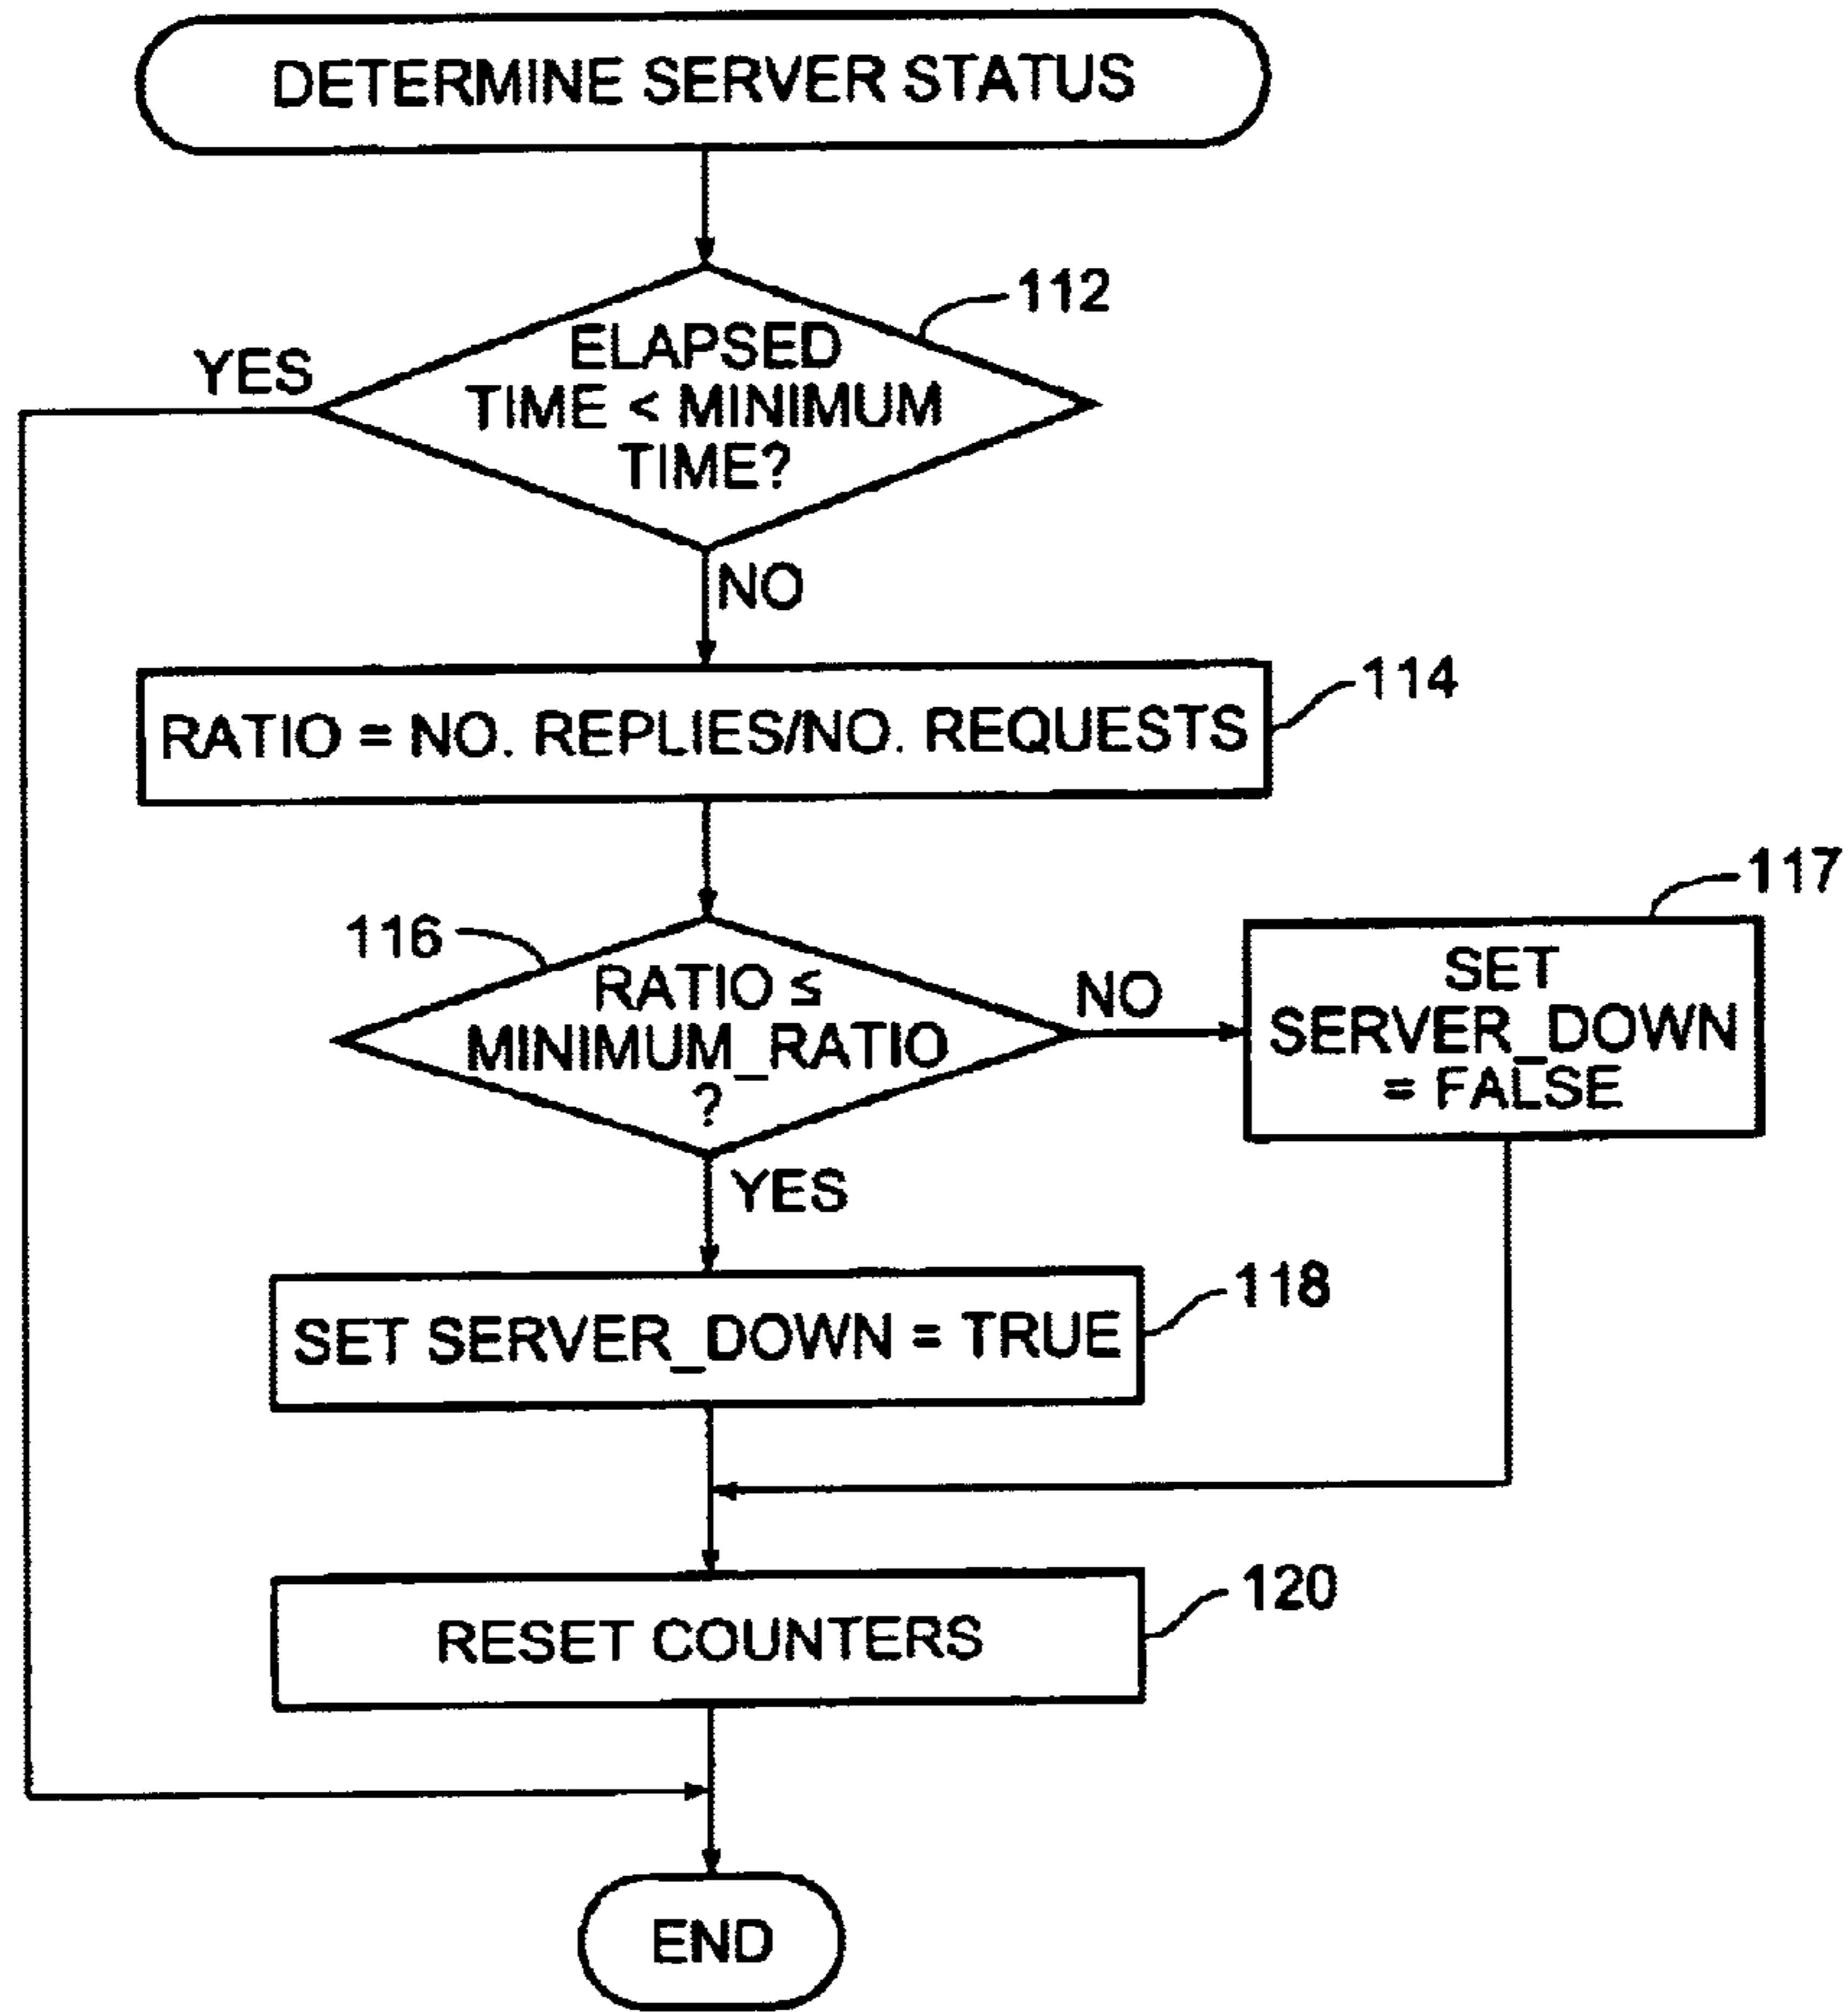 DETERMINE SERVER STATUS
112
ELAPSED
TIME < MINIMUM
TIME?
YES
NO
114
RATIO = NO. REPLIES/NO. REQUESTS
116
RATIO ≤
MINIMUM_RATIO
?
NO
117
SET
SERVER_DOWN
= FALSE
YES
118
SET SERVER_DOWN = TRUE
120
RESET COUNTERS
END